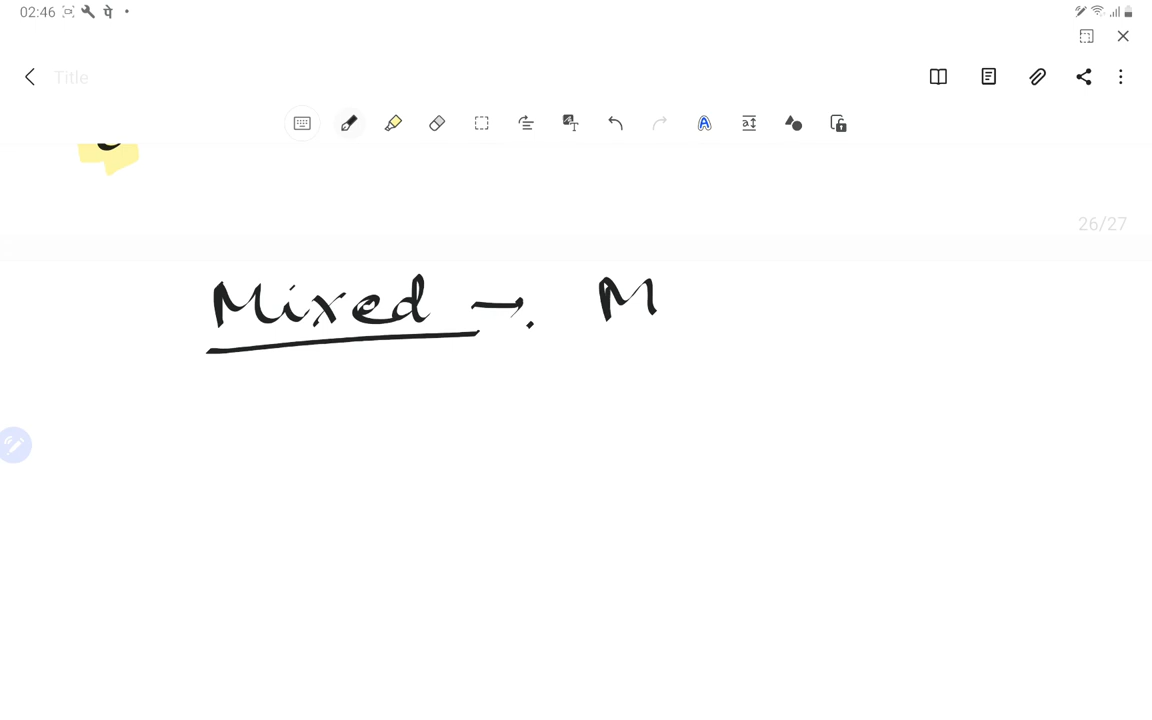 02:46
Title
26/27
Mixed → . M